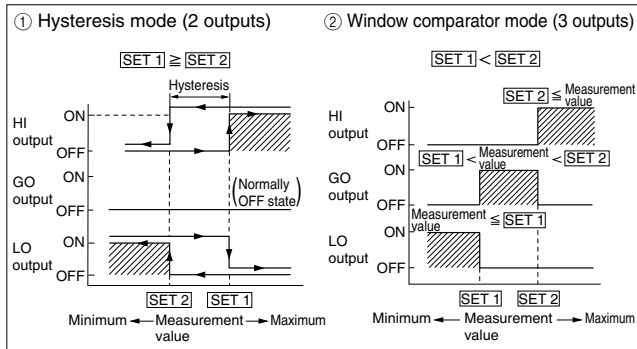 ① Hysteresis mode (2 outputs)
SET 1 ≧ SET 2
Hysteresis
HI output
ON
OFF
GO output
ON
OFF
(Normally OFF state)
LO output
ON
OFF
SET 2
SET 1
Minimum ← Measurement value → Maximum
② Window comparator mode (3 outputs)
SET 1 < SET 2
SET 2 ≦ Measurement value
HI output
ON
OFF
SET 1 < Measurement value < SET 2
GO output
ON
OFF
Measurement value ≦ SET 1
LO output
ON
OFF
SET 1
SET 2
Minimum ← Measurement value → Maximum